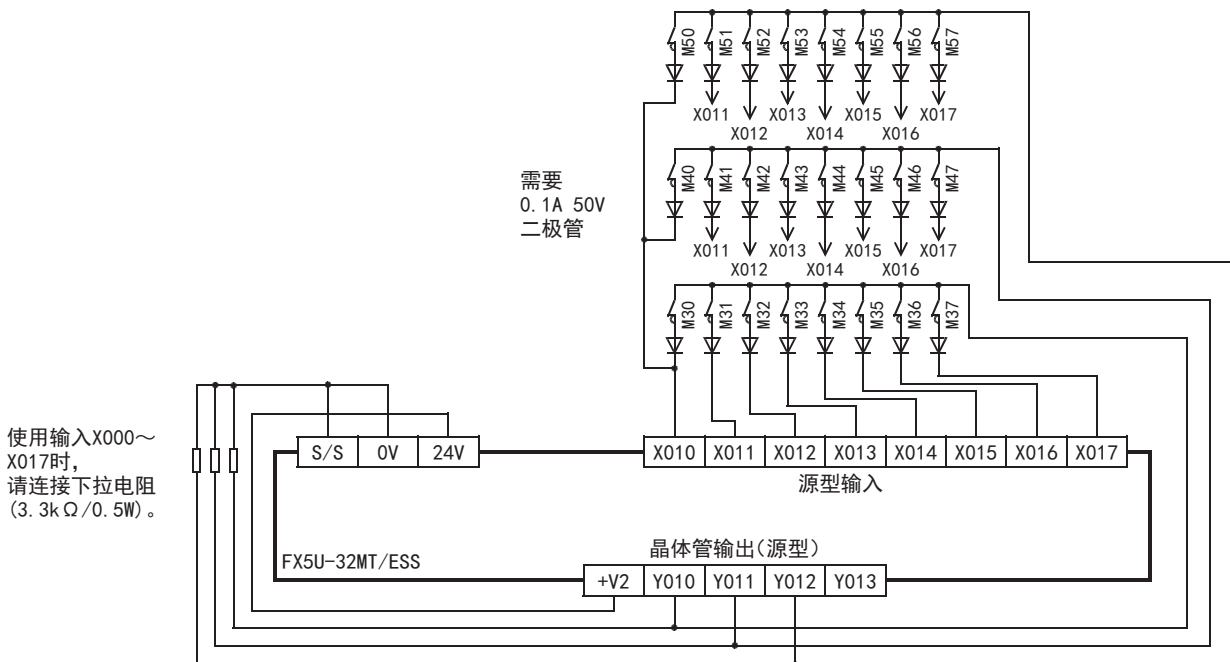 M50 M51 M52 M53 M54 M55 M56 M57
X011 X013 X015 X017
X012 X014 X016
M40 M41 M42 M43 M44 M45 M46 M47
需要
0.1A 50V
二极管
X011 X013 X015 X017
X012 X014 X016
M30 M31 M32 M33 M34 M35 M36 M37
使用输入X000～
X017时，
请连接下拉电阻
(3.3kΩ/0.5W)。
S/S 0V 24V
X010 X011 X012 X013 X014 X015 X016 X017
源型输入
FX5U-32MT/ESS
晶体管输出(源型)
+V2 Y010 Y011 Y012 Y013